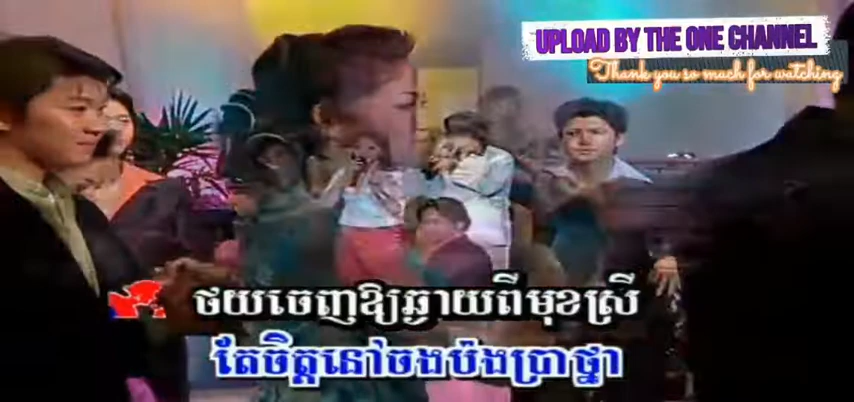 UPLOAD BY THE ONE CHANNEL
Thank you so much for watching
ថយចេញឱ្យឆ្ងាយពីមុខស្រី
តែចិត្តនៅចងប៉ងប្រាថ្នា